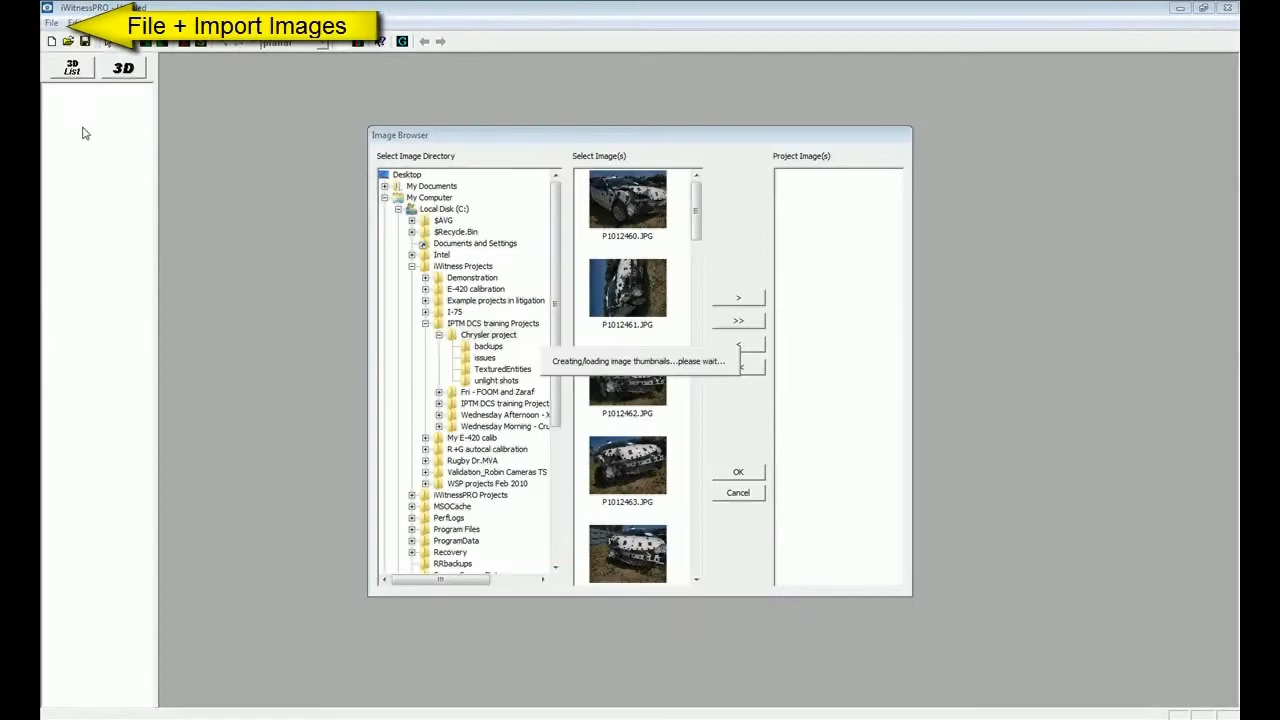 iWitnessPRO -
File
File + Import Images
3D List
3D
Image Browser
Select Image Directory
Select Image(s)
Project Image(s)
Desktop
My Documents
My Computer
Local Disk (C:)
$AVG
$Recycle.Bin
Documents and Settings
Intel
iWitness Projects
Demonstration
E-420 calibration
Example projects in litigation
I-75
IPTM DCS training Projects
Chrysler project
backups
issues
TexturedEntities
unlight shots
Fri - FOOM and Zaraf
IPTM DCS training Project
Wednesday Afternoon -
Wednesday Morning - Cru
My E-420 calib
R+G autocal calibration
Rugby Dr.MVA
Validation_Robin Cameras TS
WSP projects Feb 2010
iWitnessPRO Projects
MSOCache
PerfLogs
Program Files
ProgramData
Recovery
RRbackups
P1012460.JPG
P1012461.JPG
Creating/loading image thumbnails...please wait...
P1012462.JPG
P1012463.JPG
>
>>
<
<
OK
Cancel